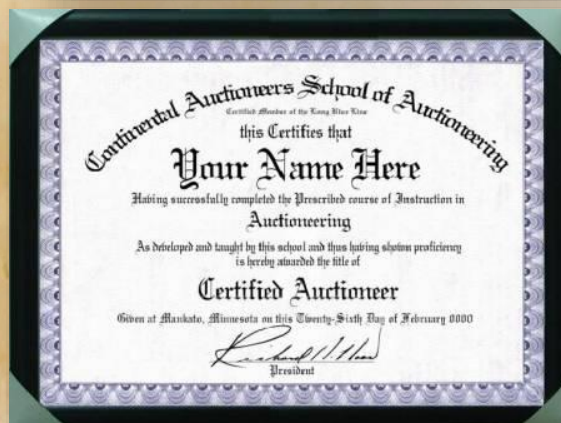 Continental Auctioneers School of Auctioneering
Certified Member of the Long Blue Line
this Certifies that
Your Name Here
Having successfully completed the Prescribed course of Instruction in
Auctioneering
As developed and taught by this school and thus having shown proficiency
is hereby awarded the title of
Certified Auctioneer
Given at Mankato, Minnesota on this Twenty-Sixth Day of February 0000
President